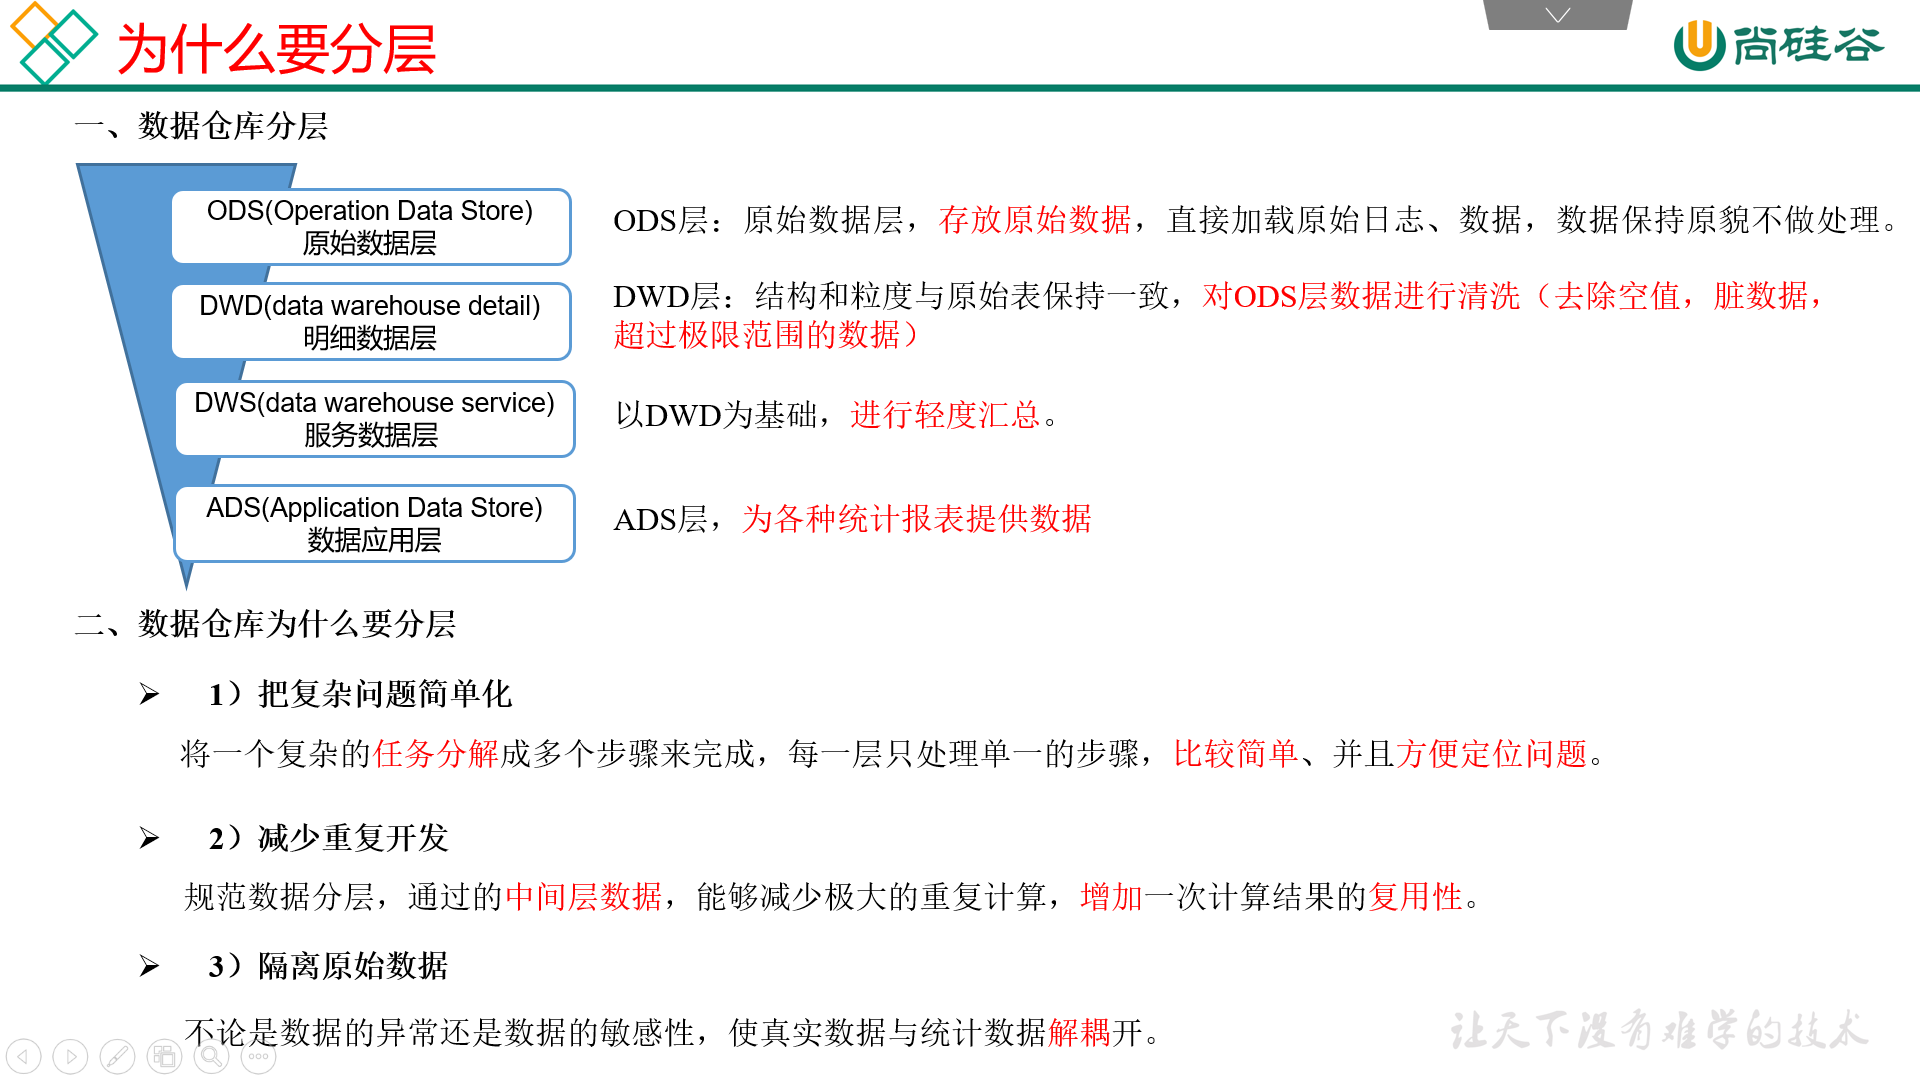 为什么要分层
尚硅谷
一、数据仓库分层
ODS(Operation Data Store)
原始数据层
ODS层：原始数据层，存放原始数据，直接加载原始日志、数据，数据保持原貌不做处理。
DWD(data warehouse detail)
明细数据层
DWD层：结构和粒度与原始表保持一致，对ODS层数据进行清洗（去除空值，脏数据，
超过极限范围的数据）
DWS(data warehouse service)
服务数据层
以DWD为基础，进行轻度汇总。
ADS(Application Data Store)
数据应用层
ADS层，为各种统计报表提供数据
二、数据仓库为什么要分层
1）把复杂问题简单化
将一个复杂的任务分解成多个步骤来完成，每一层只处理单一的步骤，比较简单、并且方便定位问题。
2）减少重复开发
规范数据分层，通过的中间层数据，能够减少极大的重复计算，增加一次计算结果的复用性。
3）隔离原始数据
不论是数据的异常还是数据的敏感性，使真实数据与统计数据解耦开。
让天下没有难学的技术